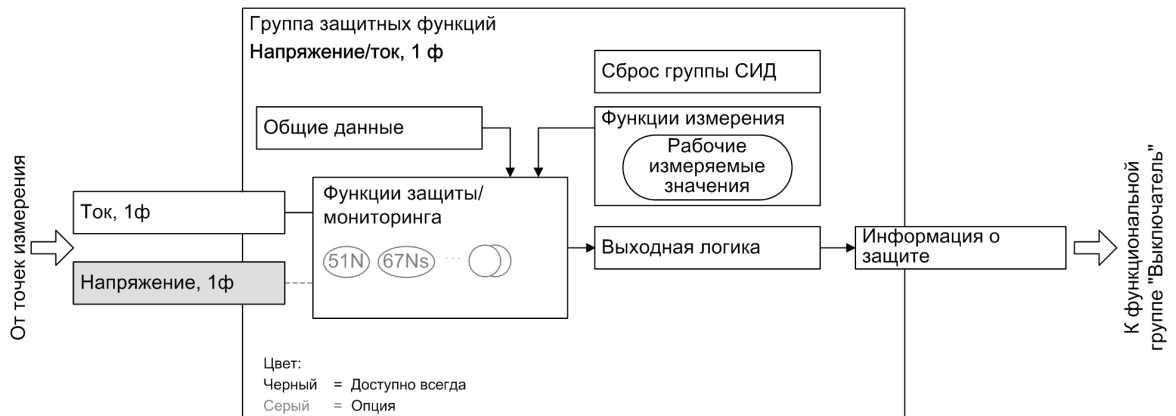 Группа защитных функций
Напряжение/ток, 1 ф
Сброс группы СИД
Общие данные
Функции измерения
Рабочие
измеряемые
значения
От точек измерения
Ток, 1ф
Напряжение, 1ф
Функции защиты/
мониторинга
51N
67Ns
...
Выходная логика
Информация о
защите
К функциональной
группе "Выключатель"
Цвет:
Черный = Доступно всегда
Серый = Опция